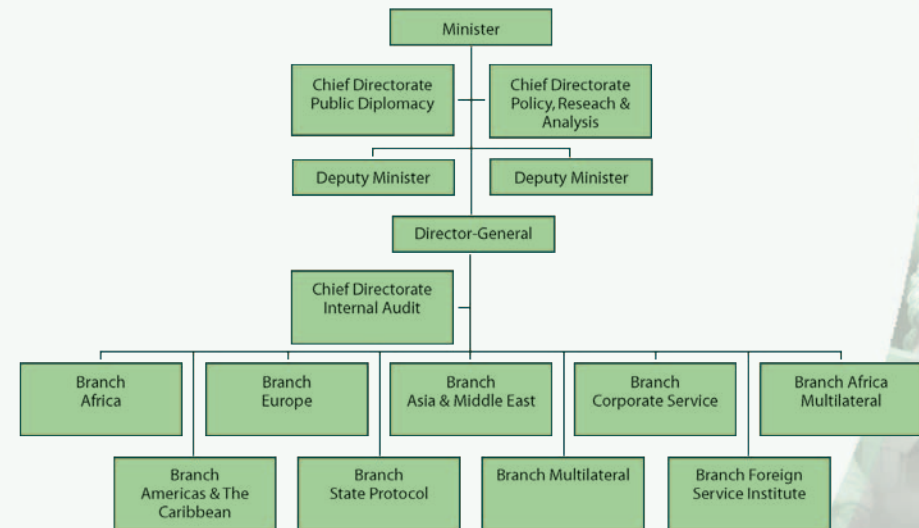 Minister
Chief Directorate
Public Diplomacy
Chief Directorate
Policy, Reseach &
Analysis
Deputy Minister
Deputy Minister
Director-General
Chief Directorate
Internal Audit
Branch
Africa
Branch
Europe
Branch
Asia & Middle East
Branch
Corporate Service
Branch Africa
Multilateral
Branch
Americas & The
Caribbean
Branch
State Protocol
Branch Multilateral
Branch Foreign
Service Institute